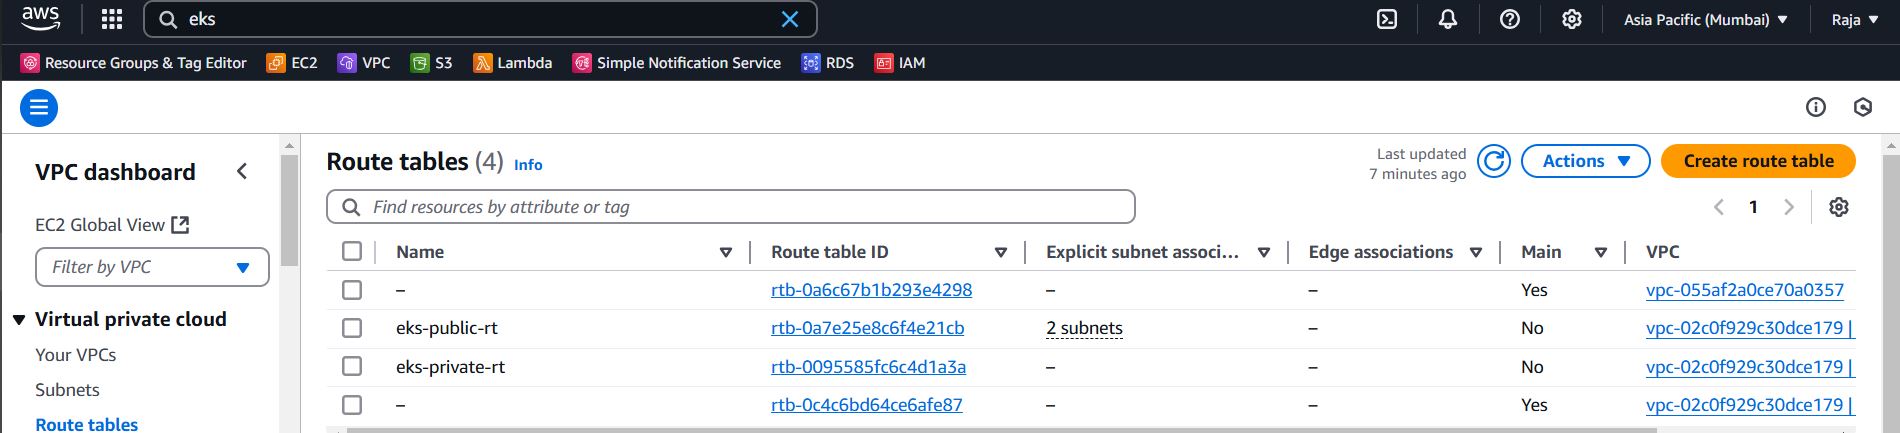 aws eks Asia Pacific (Mumbai) Raja
Resource Groups & Tag Editor EC2 VPC S3 Lambda Simple Notification Service RDS IAM
VPC dashboard
EC2 Global View
Filter by VPC
Virtual private cloud
Your VPCs
Subnets
Route tables
Route tables (4) Info
Last updated
7 minutes ago
Actions
Create route table
Find resources by attribute or tag
1
Name Route table ID Explicit subnet associ... Edge associations Main VPC
– rtb-0a6c67b1b293e4298 – – Yes vpc-055af2a0ce70a0357
eks-public-rt rtb-0a7e25e8c6f4e21cb 2 subnets – No vpc-02c0f929c30dce179 |
eks-private-rt rtb-0095585fc6c4d1a3a – – No vpc-02c0f929c30dce179 |
– rtb-0c4c6bd64ce6afe87 – – Yes vpc-02c0f929c30dce179 |